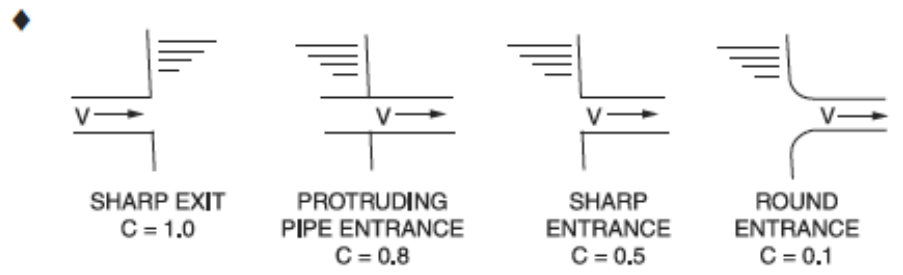 V
V
V
V
SHARP EXIT
C = 1.0
PROTRUDING
PIPE ENTRANCE
C = 0.8
SHARP
ENTRANCE
C = 0.5
ROUND
ENTRANCE
C = 0.1